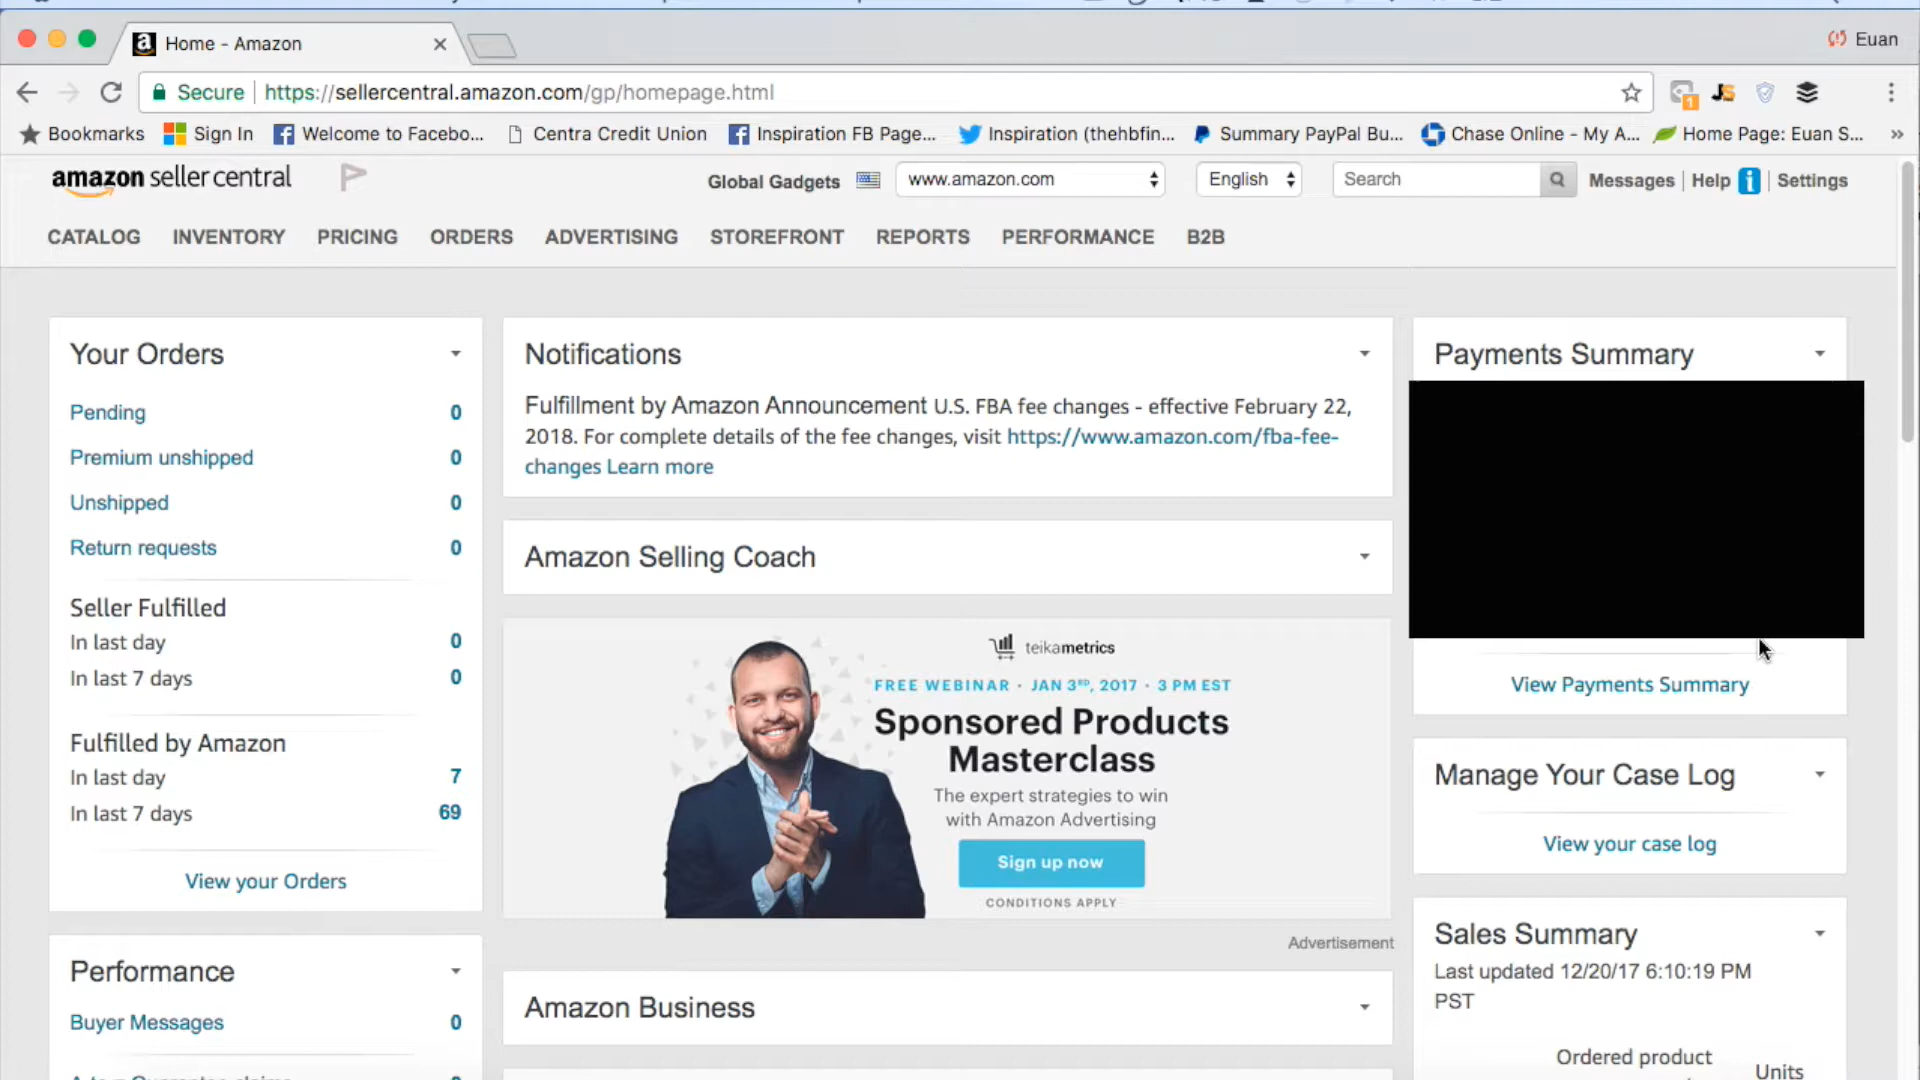 Home - Amazon
Euan
Secure
https://sellercentral.amazon.com/gp/homepage.html
1
JS
Bookmarks
Sign In
Welcome to Facebo...
Centra Credit Union
Inspiration FB Page...
Inspiration (thehbfin...
Summary PayPal Bu...
Chase Online - My A...
Home Page: Euan S...
»
amazon seller central
Global Gadgets
www.amazon.com
English
Search
Messages
Help
Settings
CATALOG
INVENTORY
PRICING
ORDERS
ADVERTISING
STOREFRONT
REPORTS
PERFORMANCE
B2B
Your Orders
Pending 0
Premium unshipped 0
Unshipped 0
Return requests 0
Seller Fulfilled
In last day 0
In last 7 days 0
Fulfilled by Amazon
In last day 7
In last 7 days 69
View your Orders
Performance
Buyer Messages 0
Notifications
Fulfillment by Amazon Announcement U.S. FBA fee changes - effective February 22,
2018. For complete details of the fee changes, visit https://www.amazon.com/fba-fee-
changes Learn more
Amazon Selling Coach
teikametrics
FREE WEBINAR · JAN 3RD, 2017 · 3 PM EST
Sponsored Products
Masterclass
The expert strategies to win
with Amazon Advertising
Sign up now
CONDITIONS APPLY
Advertisement
Amazon Business
Payments Summary
View Payments Summary
Manage Your Case Log
View your case log
Sales Summary
Last updated 12/20/17 6:10:19 PM
PST
Ordered product
Units